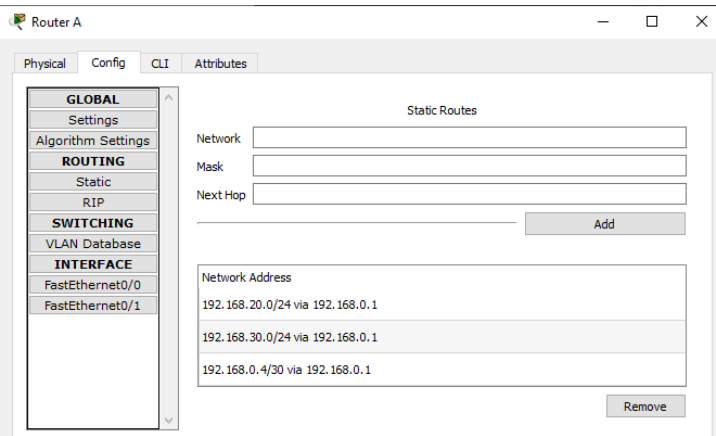 Router A
Physical Config CLI Attributes
GLOBAL
Settings
Algorithm Settings
ROUTING
Static
RIP
SWITCHING
VLAN Database
INTERFACE
FastEthernet0/0
FastEthernet0/1
Static Routes
Network
Mask
Next Hop
Add
Network Address
192.168.20.0/24 via 192.168.0.1
192.168.30.0/24 via 192.168.0.1
192.168.0.4/30 via 192.168.0.1
Remove